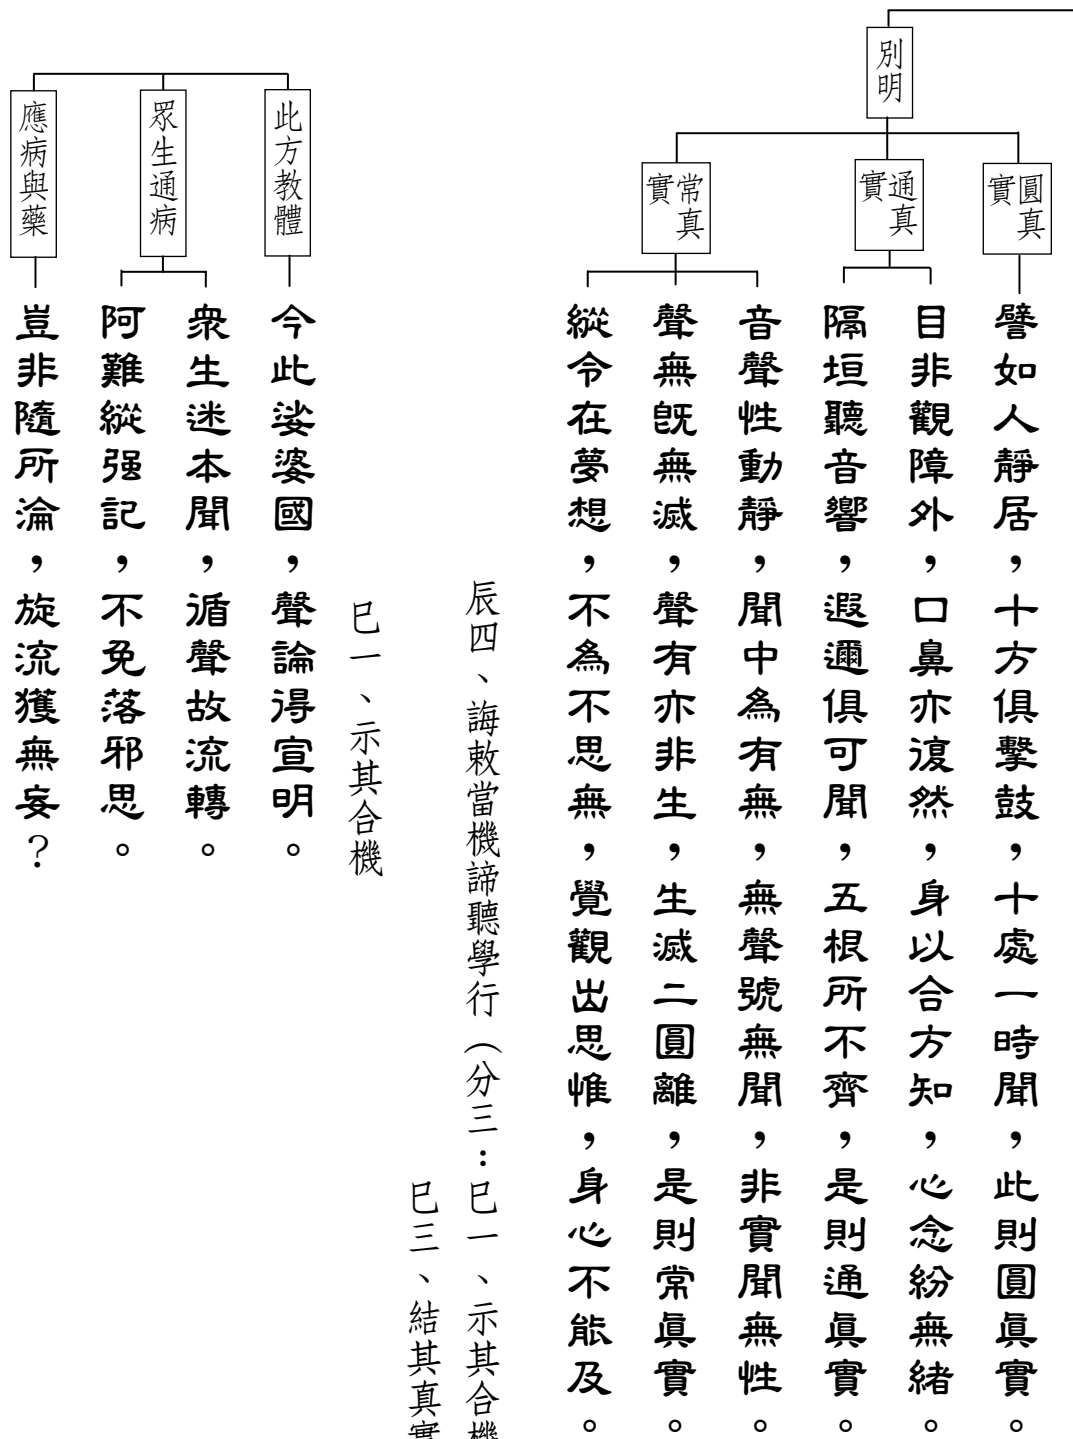 別明
圓真實
譬如人靜居，十方俱擊鼓，十處一時聞，此則圓眞實。
通真實
目非觀障外，口鼻亦復然，身以合方知，心念紛無緒。
隔垣聽音響，遐邇俱可聞，五根所不齊，是則通眞實。
常真實
音聲性動靜，聞中為有無，無聲號無聞，非實聞無性。
聲無既無滅，聲有亦非生，生滅二圓離，是則常眞實。
縱令在夢想，不為不思無，覺觀出思惟，身心不能及。
辰四、誨敕當機諦聽學行（分三：巳一、示其合機
巳三、結其真實
巳一、示其合機
此方教體
今此娑婆國，聲論得宣明。
眾生通病
衆生迷本聞，循聲故流轉。
阿難縱强記，不免落邪思。
應病與藥
豈非隨所淪，旋流獲無妄？